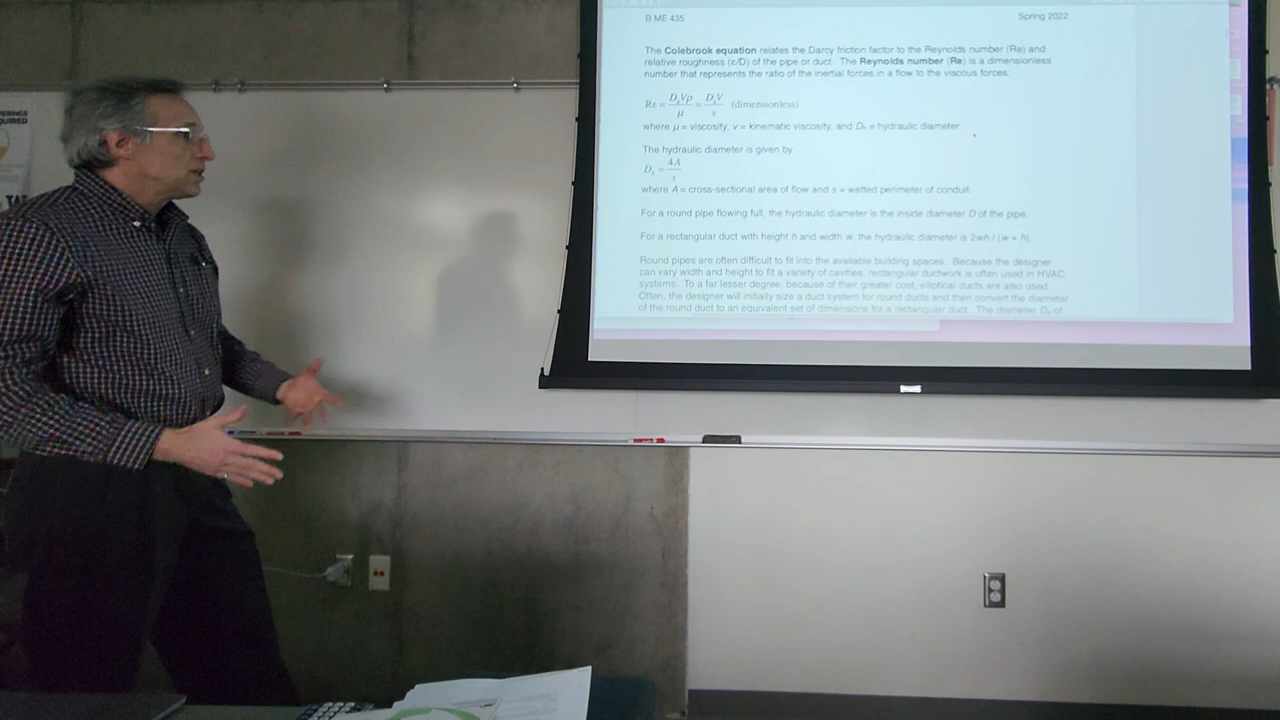 B ME 435
Spring 2022
The Colebrook equation relates the Darcy friction factor to the Reynolds number (Re) and
relative roughness (ε/D) of the pipe or duct. The Reynolds number (Re) is a dimensionless
number that represents the ratio of the inertial forces in a flow to the viscous forces:
Re = DₕVρ/μ = DₕV/ν (dimensionless)
where μ = viscosity, ν = kinematic viscosity, and Dₕ = hydraulic diameter.
The hydraulic diameter is given by
Dₕ = 4A/s
where A = cross-sectional area of flow and s = wetted perimeter of conduit.
For a round pipe flowing full, the hydraulic diameter is the inside diameter D of the pipe.
For a rectangular duct with height h and width w, the hydraulic diameter is 2wh / (w + h).
Round pipes are often difficult to fit into the available building spaces. Because the designer
can vary width and height to fit a variety of cavities, rectangular ductwork is often used in HVAC
systems. To a far lesser degree, because of their greater cost, elliptical ducts are also used.
Often, the designer will initially size a duct system for round ducts and then convert the diameter
of the round duct to an equivalent set of dimensions for a rectangular duct. The diameter Dₑ of
W